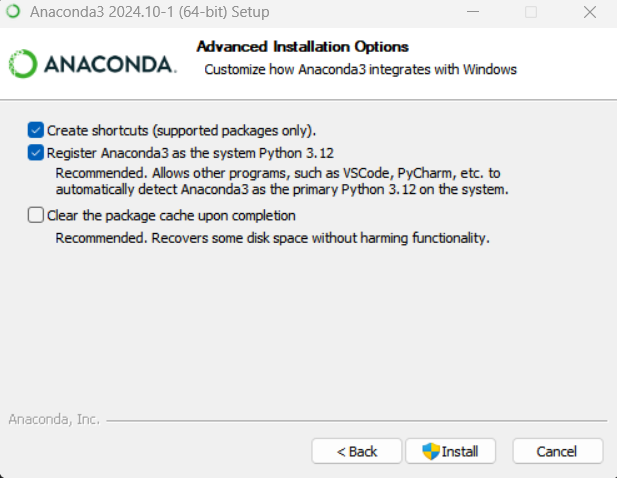 Anaconda3 2024.10-1 (64-bit) Setup
ANACONDA.
Advanced Installation Options
Customize how Anaconda3 integrates with Windows
Create shortcuts (supported packages only).
Register Anaconda3 as the system Python 3.12
Recommended. Allows other programs, such as VSCode, PyCharm, etc. to
automatically detect Anaconda3 as the primary Python 3.12 on the system.
Clear the package cache upon completion
Recommended. Recovers some disk space without harming functionality.
Anaconda, Inc.
< Back
Install
Cancel